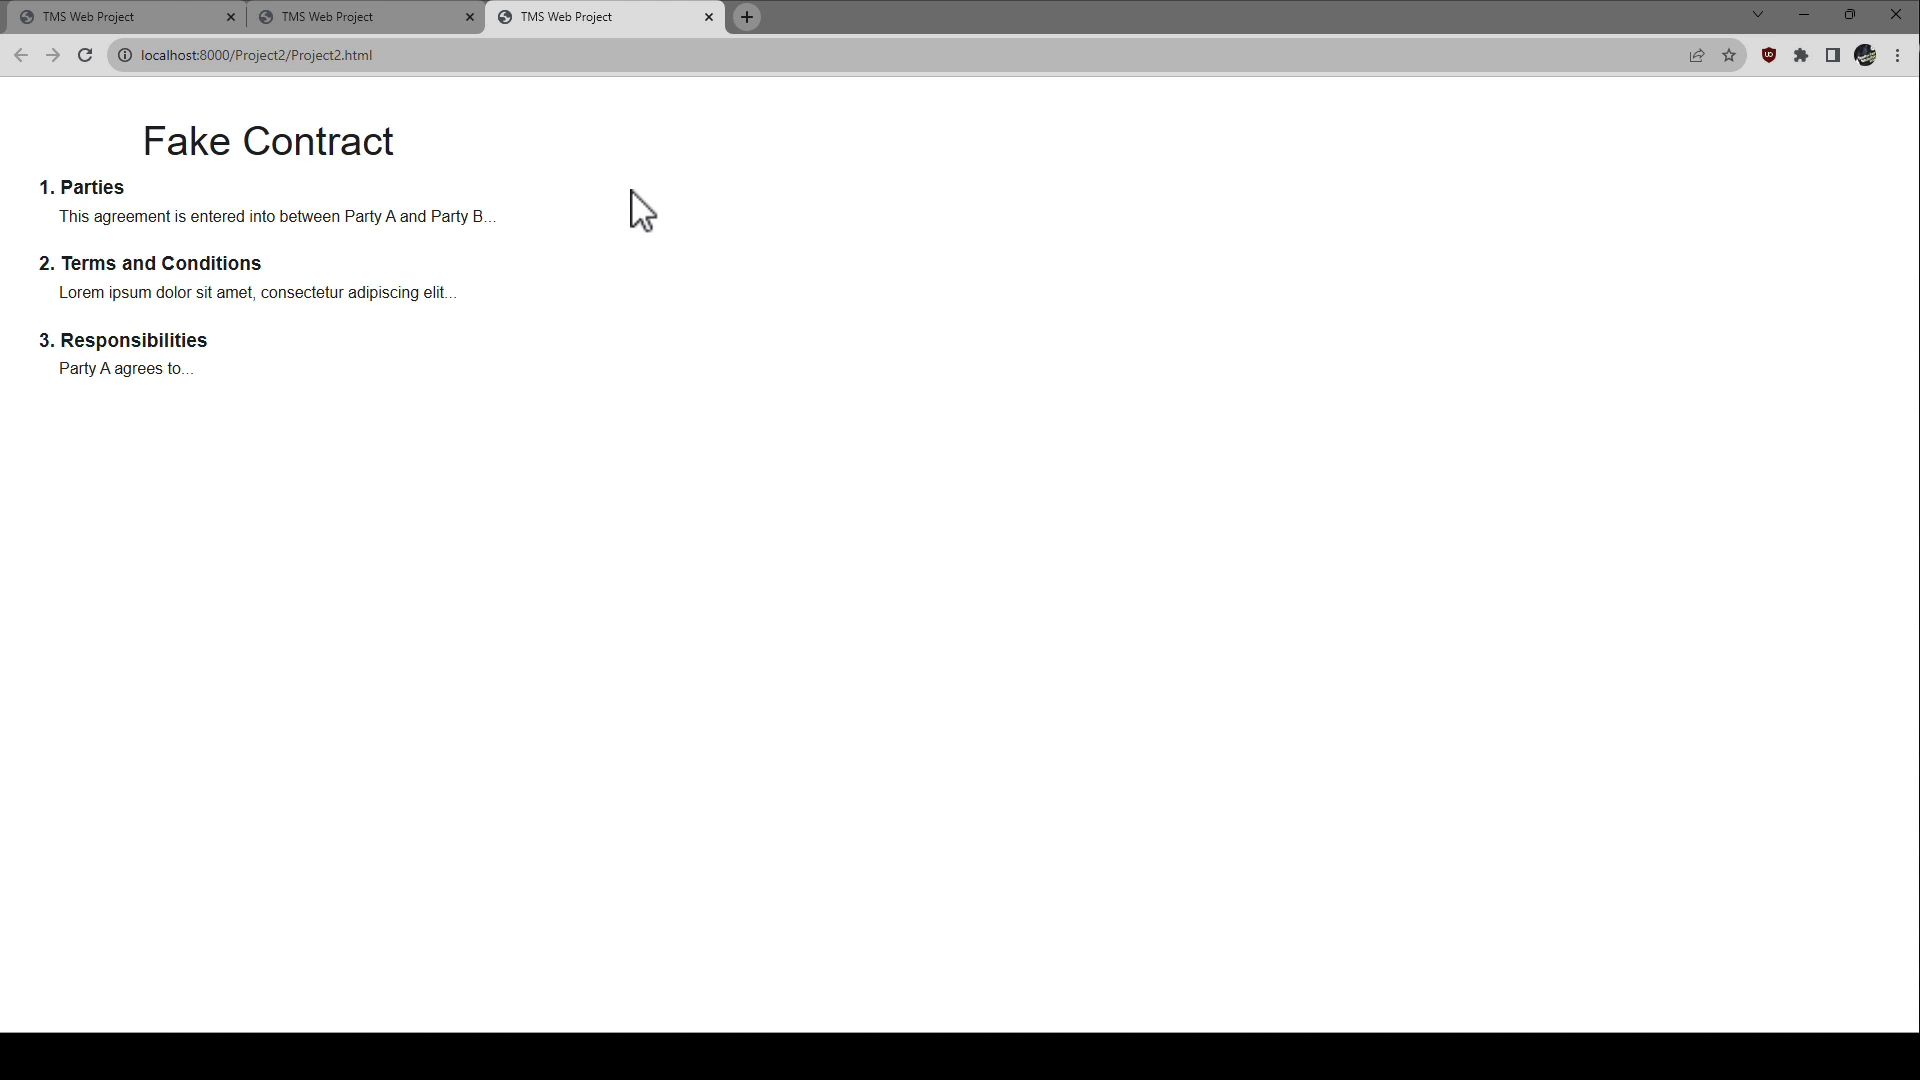 TMS Web Project TMS Web Project TMS Web Project
localhost:8000/Project2/Project2.html
Fake Contract
1. Parties
This agreement is entered into between Party A and Party B...
2. Terms and Conditions
Lorem ipsum dolor sit amet, consectetur adipiscing elit...
3. Responsibilities
Party A agrees to...